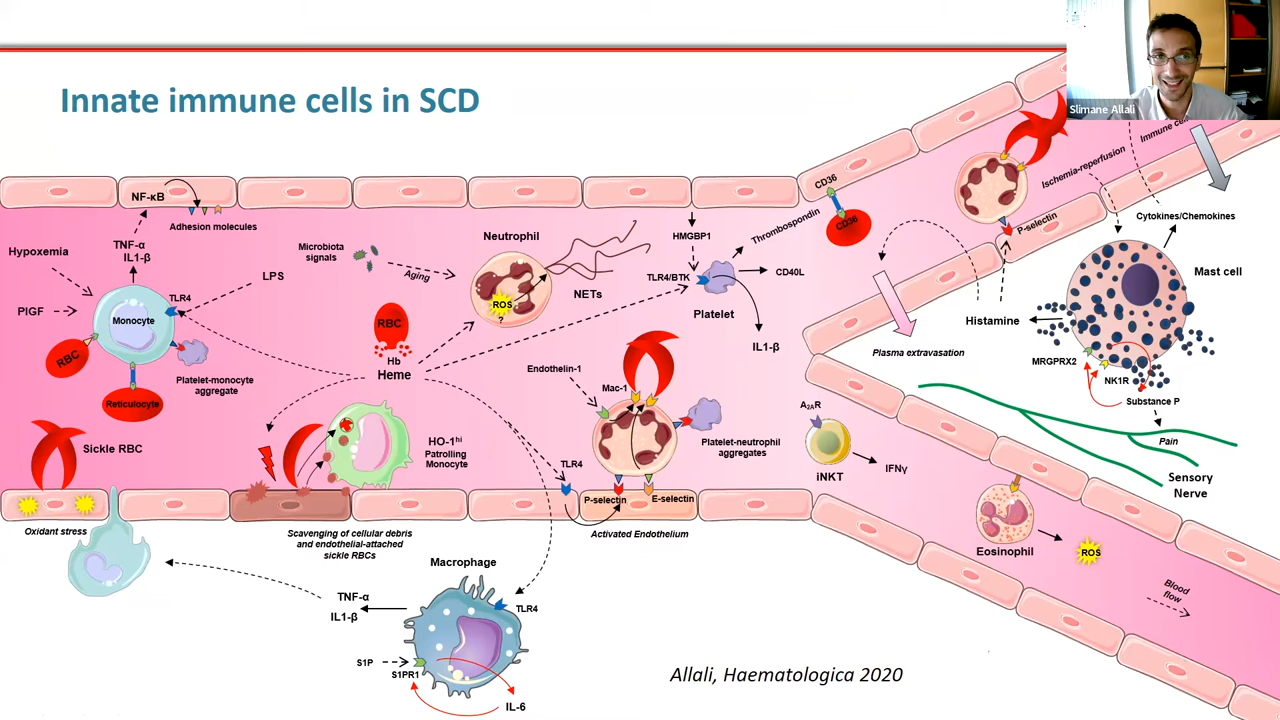 Innate immune cells in SCD
Slimane Allali
NF-κB
Adhesion molecules
Hypoxemia
TNF-α
IL1-β
LPS
PIGF
TLR4
Monocyte
RBC
Reticulocyte
Platelet-monocyte
aggregate
Sickle RBC
Oxidant stress
Microbiota
signals
Aging
RBC
Hb
Heme
Neutrophil
ROS
?
NETs
HO-1hi
Patrolling
Monocyte
Scavenging of cellular debris
and endothelial-attached
sickle RBCs
HMGBP1
TLR4/BTK
Thrombospondin
CD40L
Platelet
IL1-β
CD36
CD36
Endothelin-1
Mac-1
Platelet-neutrophil
aggregates
TLR4
P-selectin
E-selectin
Activated Endothelium
P-selectin
Ischemia-reperfusion
Immune cell
Cytokines/Chemokines
Mast cell
Histamine
Plasma extravasation
MRGPRX2
NK1R
Substance P
Pain
Sensory
Nerve
A2AR
iNKT
IFNγ
Eosinophil
ROS
Blood
flow
Macrophage
TNF-α
IL1-β
TLR4
S1P
S1PR1
IL-6
Allali, Haematologica 2020